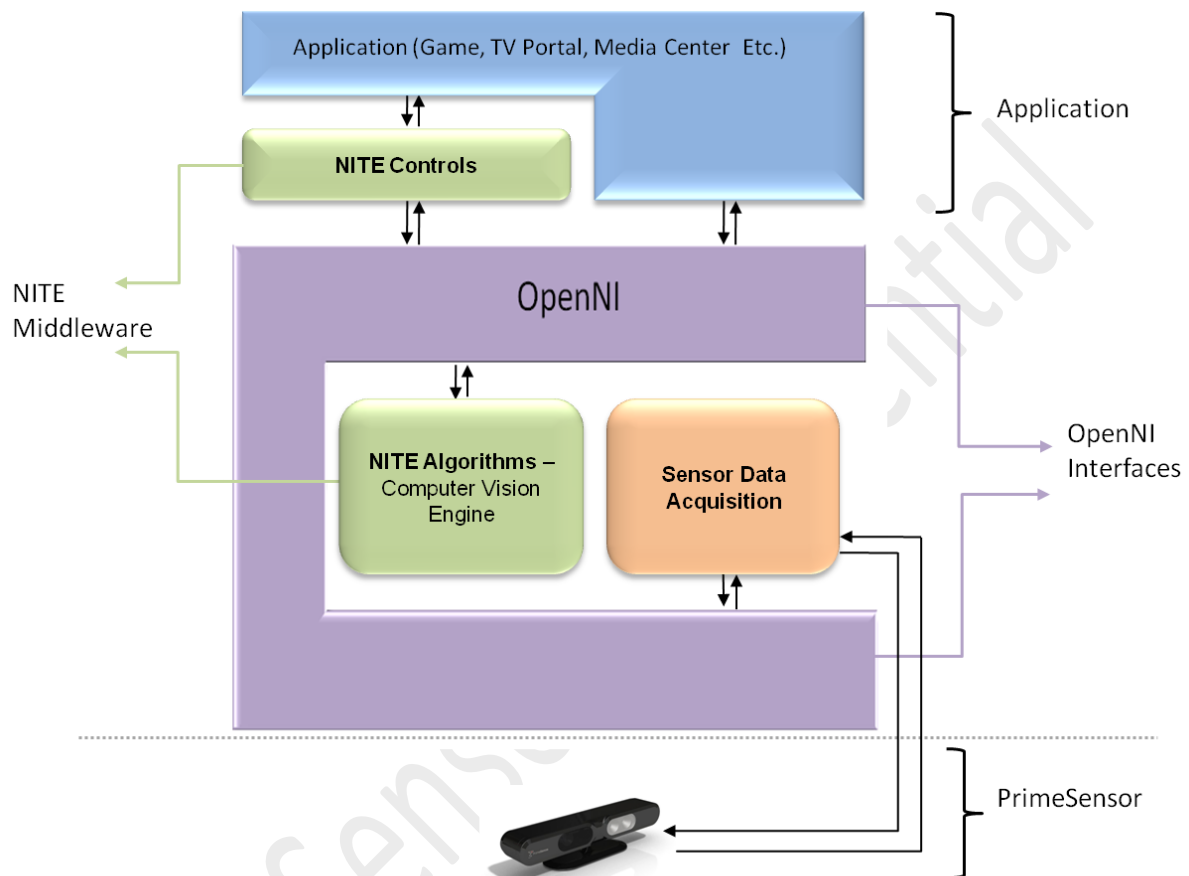 Application (Game, TV Portal, Media Center Etc.)
Application
NITE Controls
NITE
Middleware
OpenNI
OpenNI
Interfaces
NITE Algorithms –
Computer Vision
Engine
Sensor Data
Acquisition
PrimeSensor